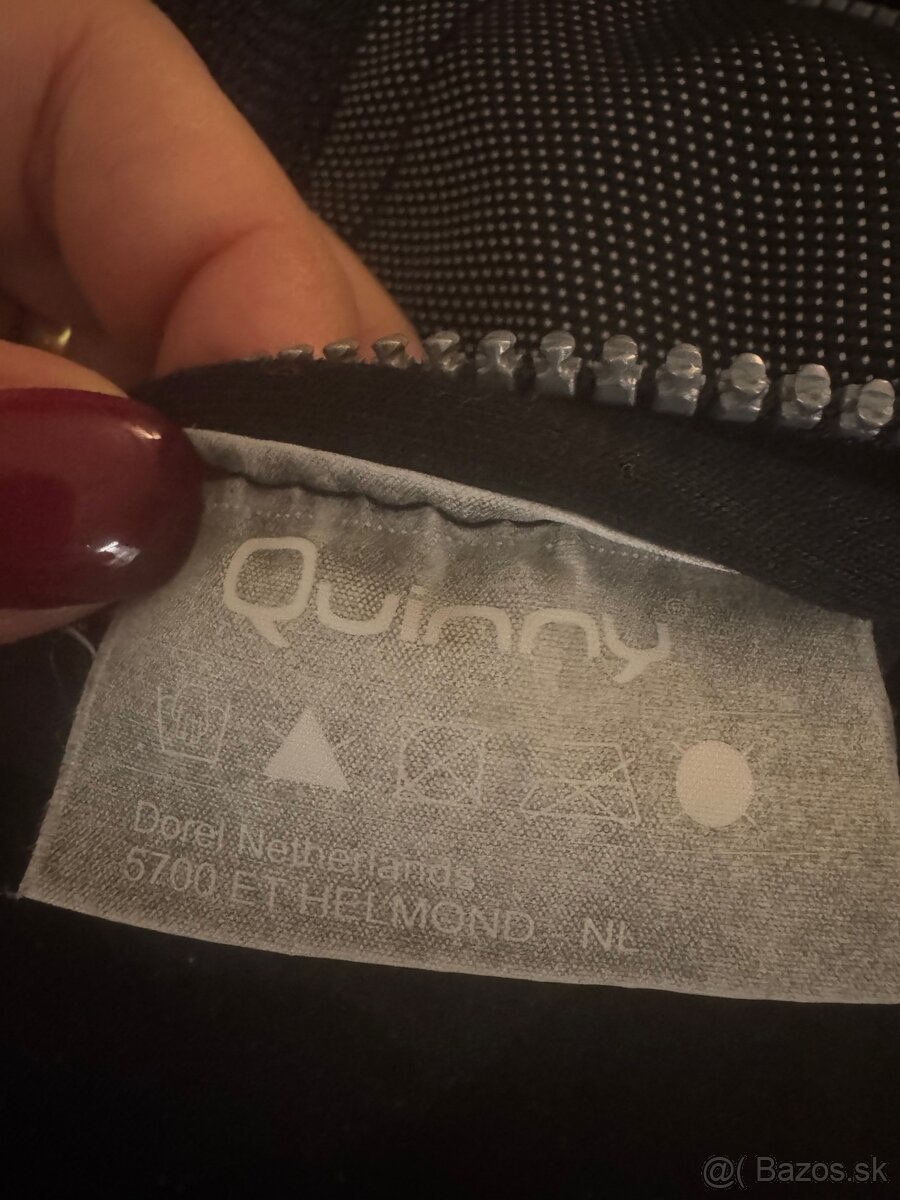 Quinny®
Dorel Netherlands
5700 ET HELMOND - NL
@( Bazos.sk